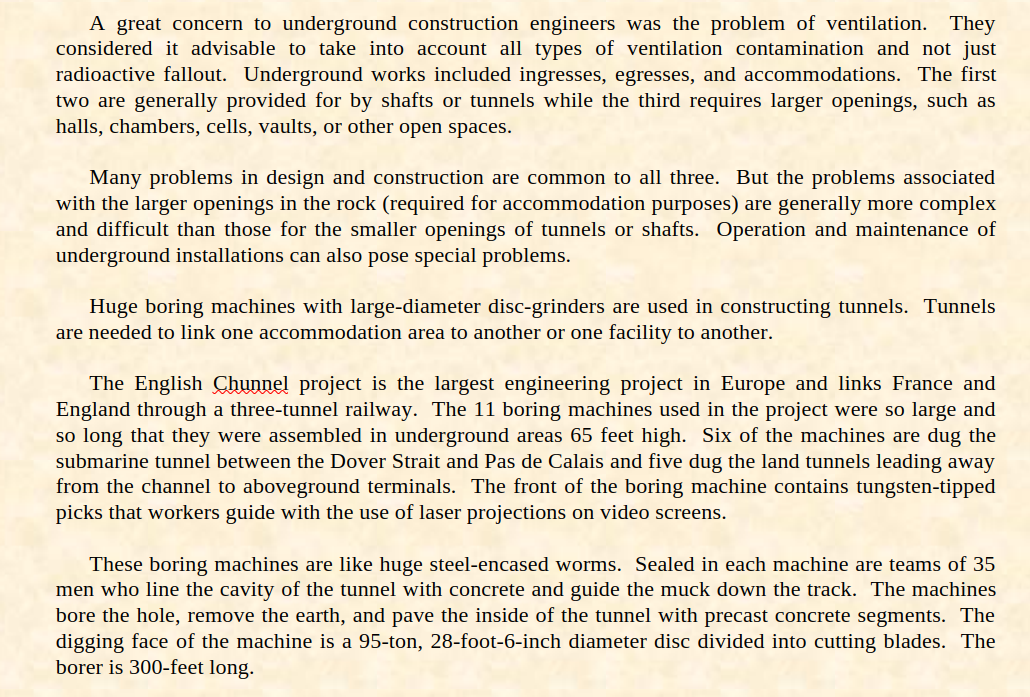 A great concern to underground construction engineers was the problem of ventilation.  They
considered it advisable to take into account all types of ventilation contamination and not just
radioactive fallout.  Underground works included ingresses, egresses, and accommodations.  The first
two are generally provided for by shafts or tunnels while the third requires larger openings, such as
halls, chambers, cells, vaults, or other open spaces.
Many problems in design and construction are common to all three.  But the problems associated
with the larger openings in the rock (required for accommodation purposes) are generally more complex
and difficult than those for the smaller openings of tunnels or shafts.  Operation and maintenance of
underground installations can also pose special problems.
Huge boring machines with large-diameter disc-grinders are used in constructing tunnels.  Tunnels
are needed to link one accommodation area to another or one facility to another.
The English Chunnel project is the largest engineering project in Europe and links France and
England through a three-tunnel railway.  The 11 boring machines used in the project were so large and
so long that they were assembled in underground areas 65 feet high.  Six of the machines are dug the
submarine tunnel between the Dover Strait and Pas de Calais and five dug the land tunnels leading away
from the channel to aboveground terminals.  The front of the boring machine contains tungsten-tipped
picks that workers guide with the use of laser projections on video screens.
These boring machines are like huge steel-encased worms.  Sealed in each machine are teams of 35
men who line the cavity of the tunnel with concrete and guide the muck down the track.  The machines
bore the hole, remove the earth, and pave the inside of the tunnel with precast concrete segments.  The
digging face of the machine is a 95-ton, 28-foot-6-inch diameter disc divided into cutting blades.  The
borer is 300-feet long.